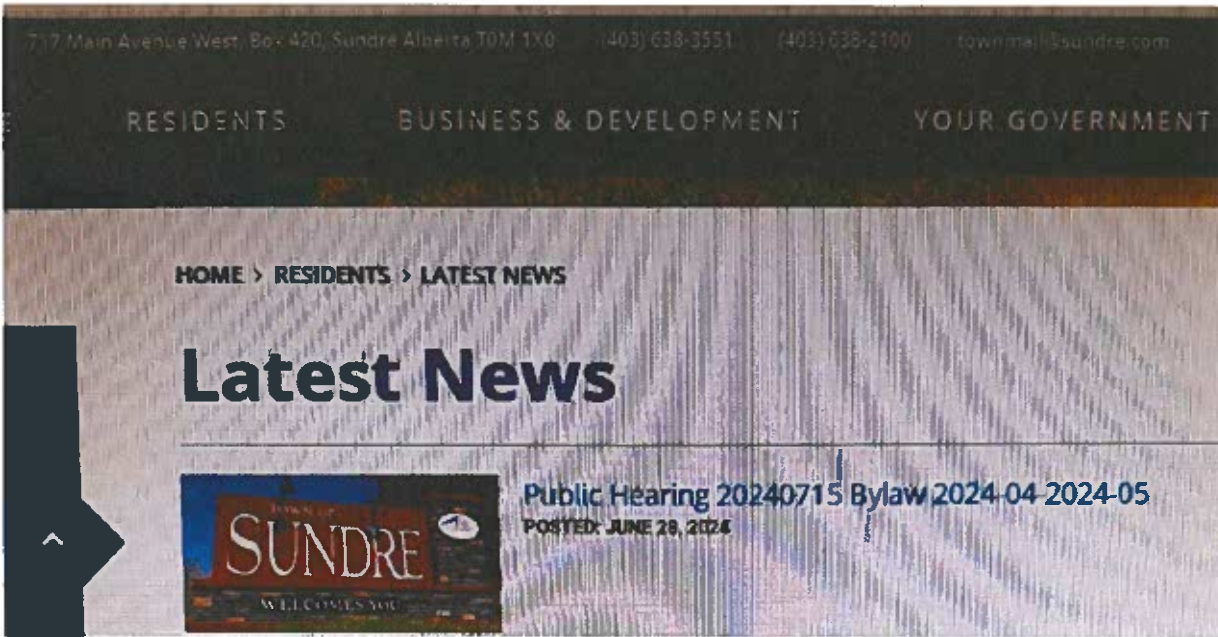 717 Main Avenue West, Box 420, Sundre Alberta T0M 1X0 (403) 638-3551 (403) 638-2100 townmail@sundre.com
RESIDENTS BUSINESS & DEVELOPMENT YOUR GOVERNMENT
HOME > RESIDENTS > LATEST NEWS
Latest News
Public Hearing 20240715 Bylaw 2024-04 2024-05
POSTED: JUNE 28, 2024
TOWN OF
SUNDRE
WELCOMES YOU